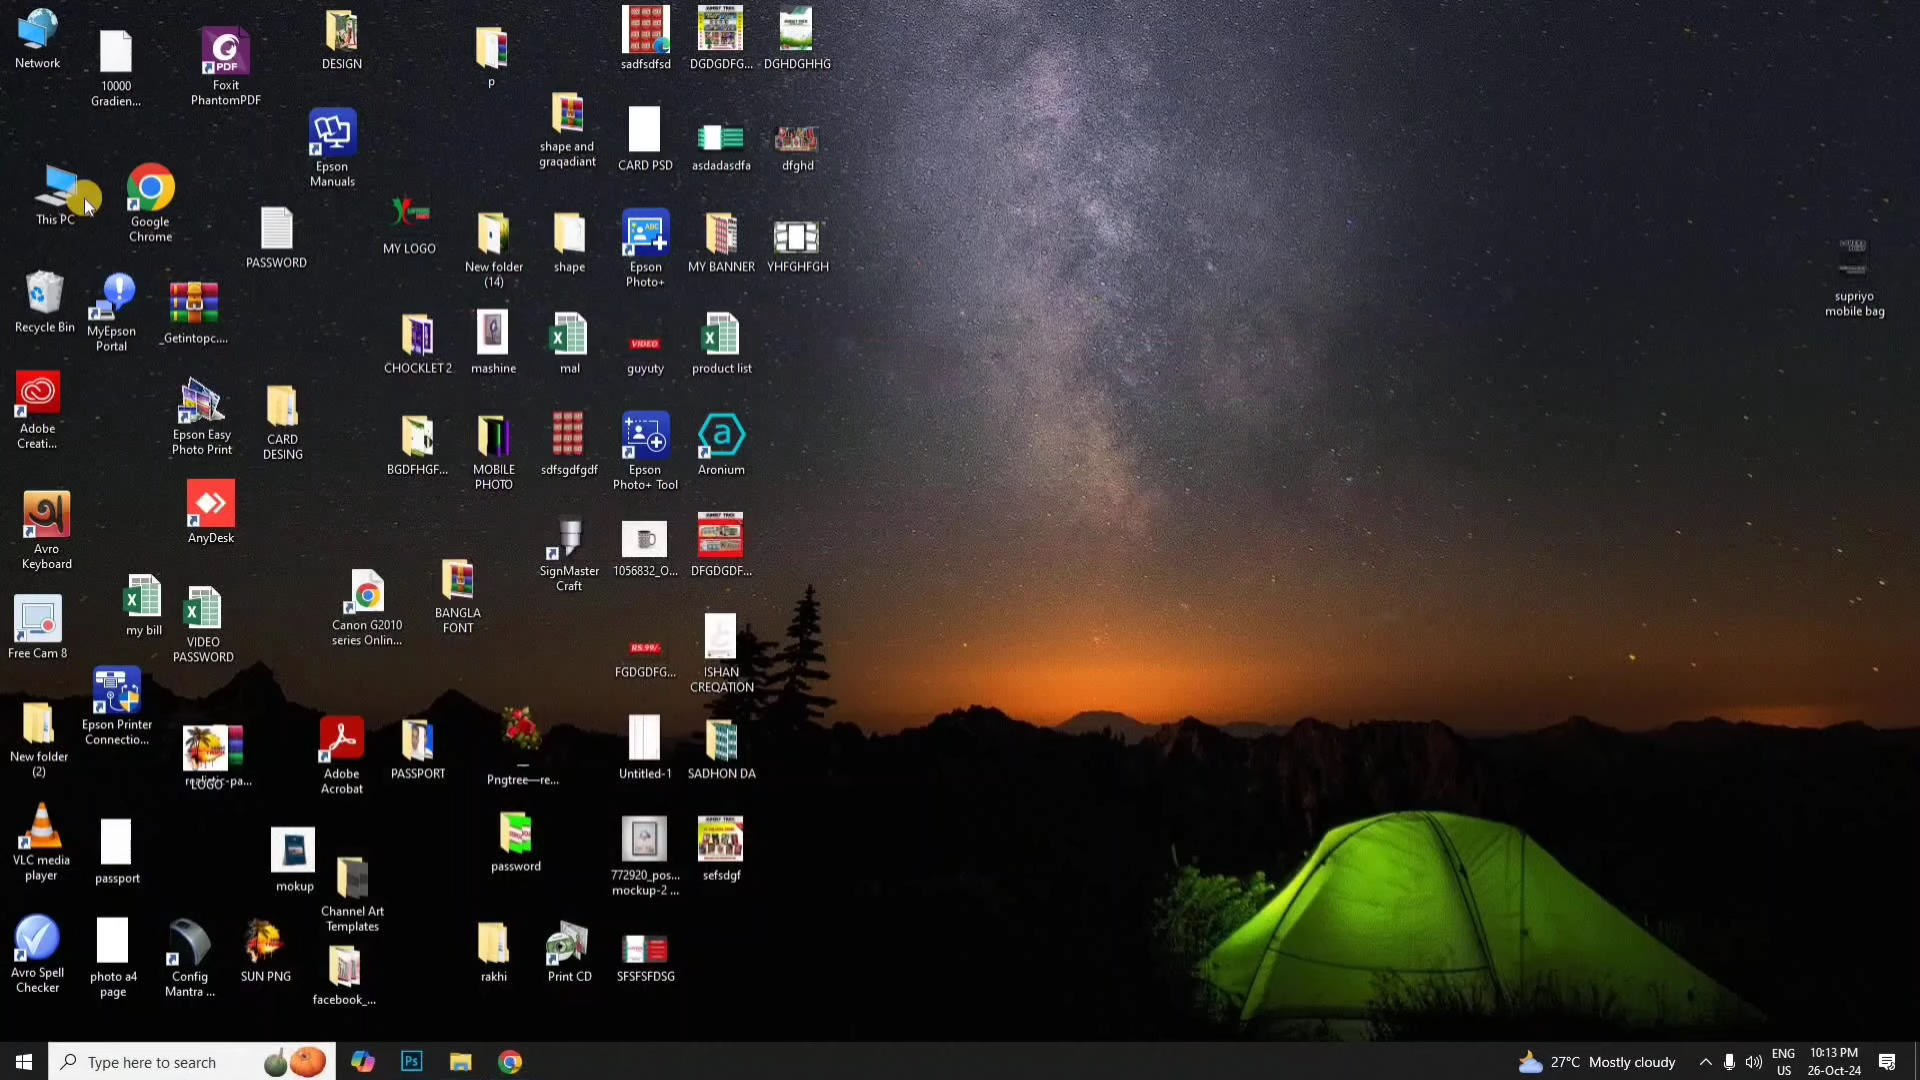 Network
10000
Gradien...
Foxit
PhantomPDF
DESIGN
p
sadfsdfsd
DGDGDFG...
DGHDGHHG
Epson
Manuals
shape and
graqadiant
CARD PSD
asdadasdfa
dfghd
This PC
Google
Chrome
PASSWORD
MY LOGO
New folder
(14)
shape
Epson
Photo+
MY BANNER
YHFGHFGH
supriyo
mobile bag
Recycle Bin
MyEpson
Portal
_Getintopc....
CHOCKLET 2
mashine
mal
VIDEO
guyuty
product list
Adobe
Creati...
Epson Easy
Photo Print
CARD
DESING
BGDFHGF...
MOBILE
PHOTO
sdfsgdfgdf
Epson
Photo+ Tool
Aronium
Avro
Keyboard
AnyDesk
SignMaster
Craft
1056832_O...
DFGDGDF...
my bill
VIDEO
PASSWORD
Canon G2010
series Onlin...
BANGLA
FONT
Free Cam 8
RS.99/-
FGDGDFG...
ISHAN
CREQATION
New folder
(2)
Epson Printer
Connectio...
realistic-pa...
LOGO
Adobe
Acrobat
PASSPORT
Pngtree—re...
Untitled-1
SADHON DA
VLC media
player
passport
mokup
Channel Art
Templates
password
772920_pos...
mockup-2 ...
sefsdgf
Avro Spell
Checker
photo a4
page
Config
Mantra ...
SUN PNG
facebook_...
rakhi
Print CD
SFSFSFDSG
Type here to search
Ps
27°C Mostly cloudy
ENG
US
10:13 PM
26-Oct-24